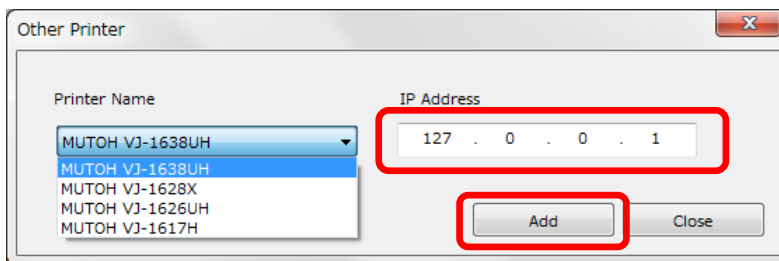 Other Printer
x
Printer Name
IP Address
MUTOH VJ-1638UH
127 . 0 . 0 . 1
MUTOH VJ-1638UH
MUTOH VJ-1628X
MUTOH VJ-1626UH
MUTOH VJ-1617H
Add
Close